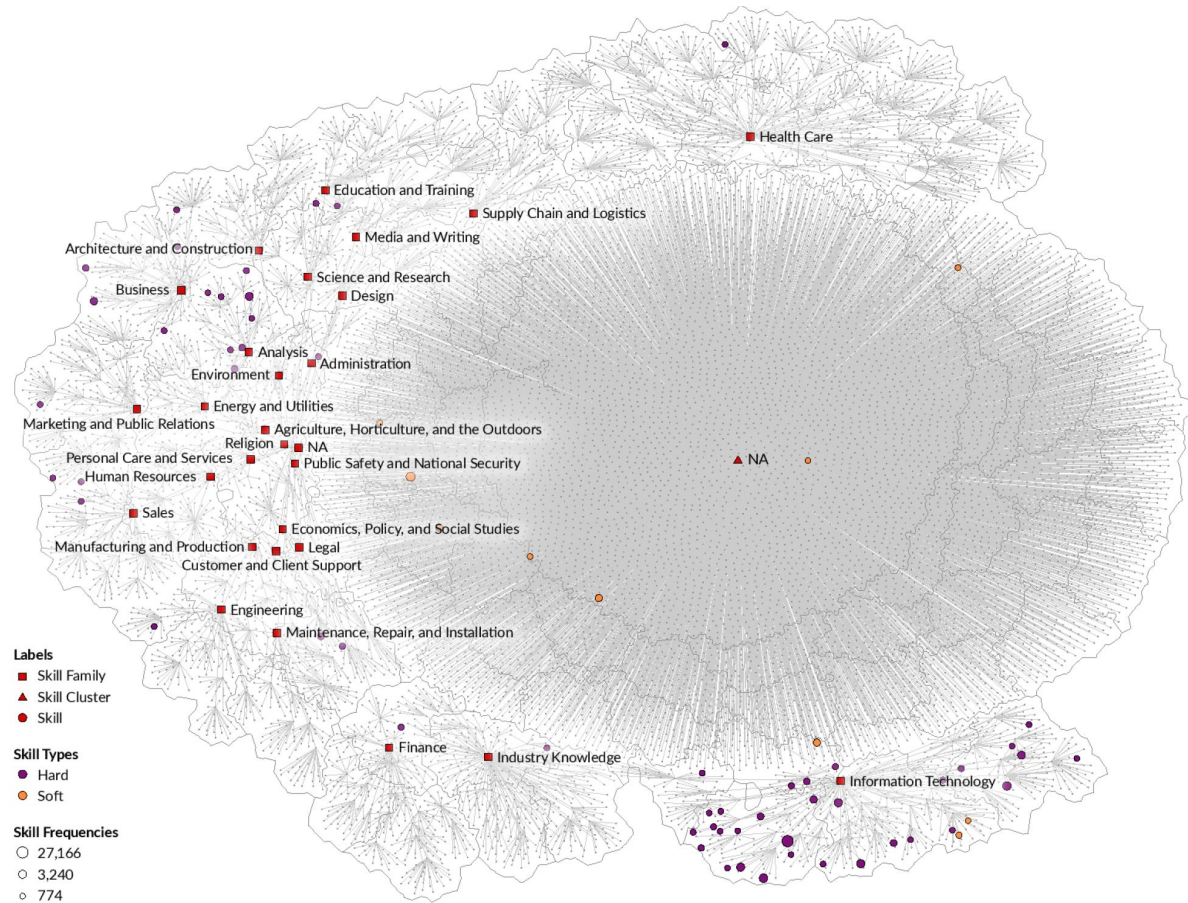 Health Care
Education and Training
Supply Chain and Logistics
Media and Writing
Architecture and Construction
Science and Research
Business
Design
Analysis
Administration
Environment
Energy and Utilities
Marketing and Public Relations
Agriculture, Horticulture, and the Outdoors
Religion
NA
Personal Care and Services
Public Safety and National Security
NA
Human Resources
Sales
Economics, Policy, and Social Studies
Manufacturing and Production
Legal
Customer and Client Support
Engineering
Maintenance, Repair, and Installation
Finance
Industry Knowledge
Information Technology
Labels
Skill Family
Skill Cluster
Skill
Skill Types
Hard
Soft
Skill Frequencies
27,166
3,240
774